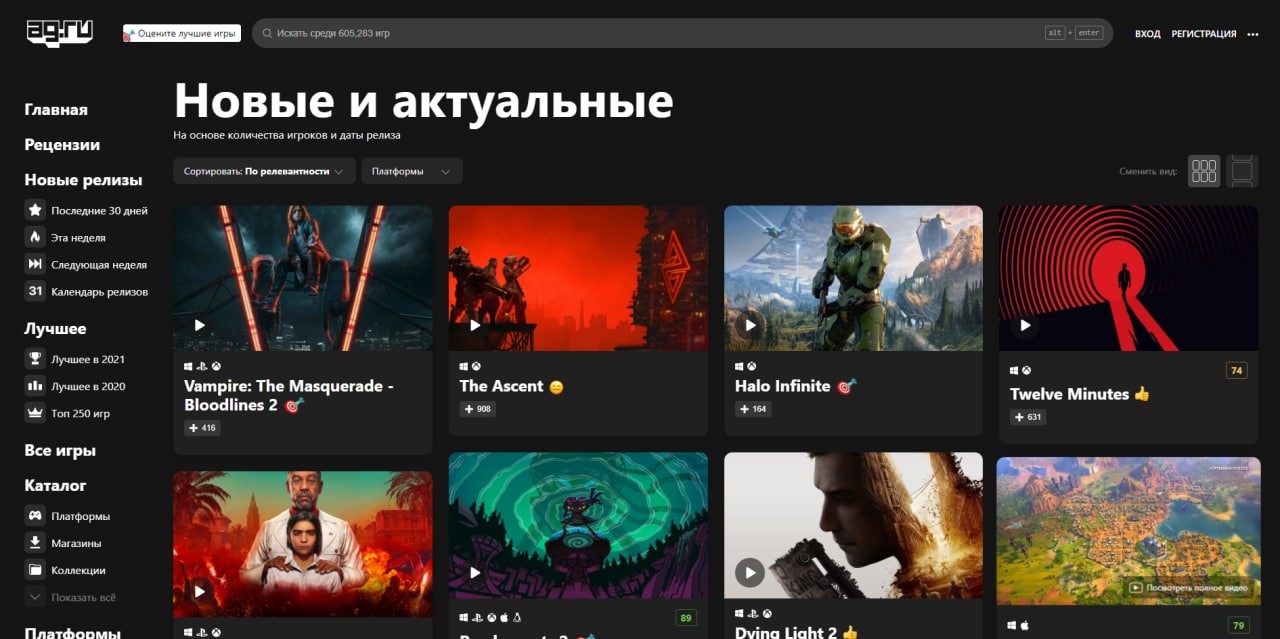 ag.ru
Оцените лучшие игры
Искать среди 605,283 игр
alt + enter
ВХОД
РЕГИСТРАЦИЯ
Главная
Рецензии
Новые релизы
Последние 30 дней
Эта неделя
Следующая неделя
31 Календарь релизов
Лучшее
Лучшее в 2021
Лучшее в 2020
Топ 250 игр
Все игры
Каталог
Платформы
Магазины
Коллекции
Показать всё
Платформы
Новые и актуальные
На основе количества игроков и даты релиза
Сортировать: По релевантности
Платформы
Сменить вид:
Vampire: The Masquerade -
Bloodlines 2
+ 416
The Ascent
+ 908
Halo Infinite
+ 164
74
Twelve Minutes
+ 631
89
Dying Light 2
Посмотреть полное видео
79